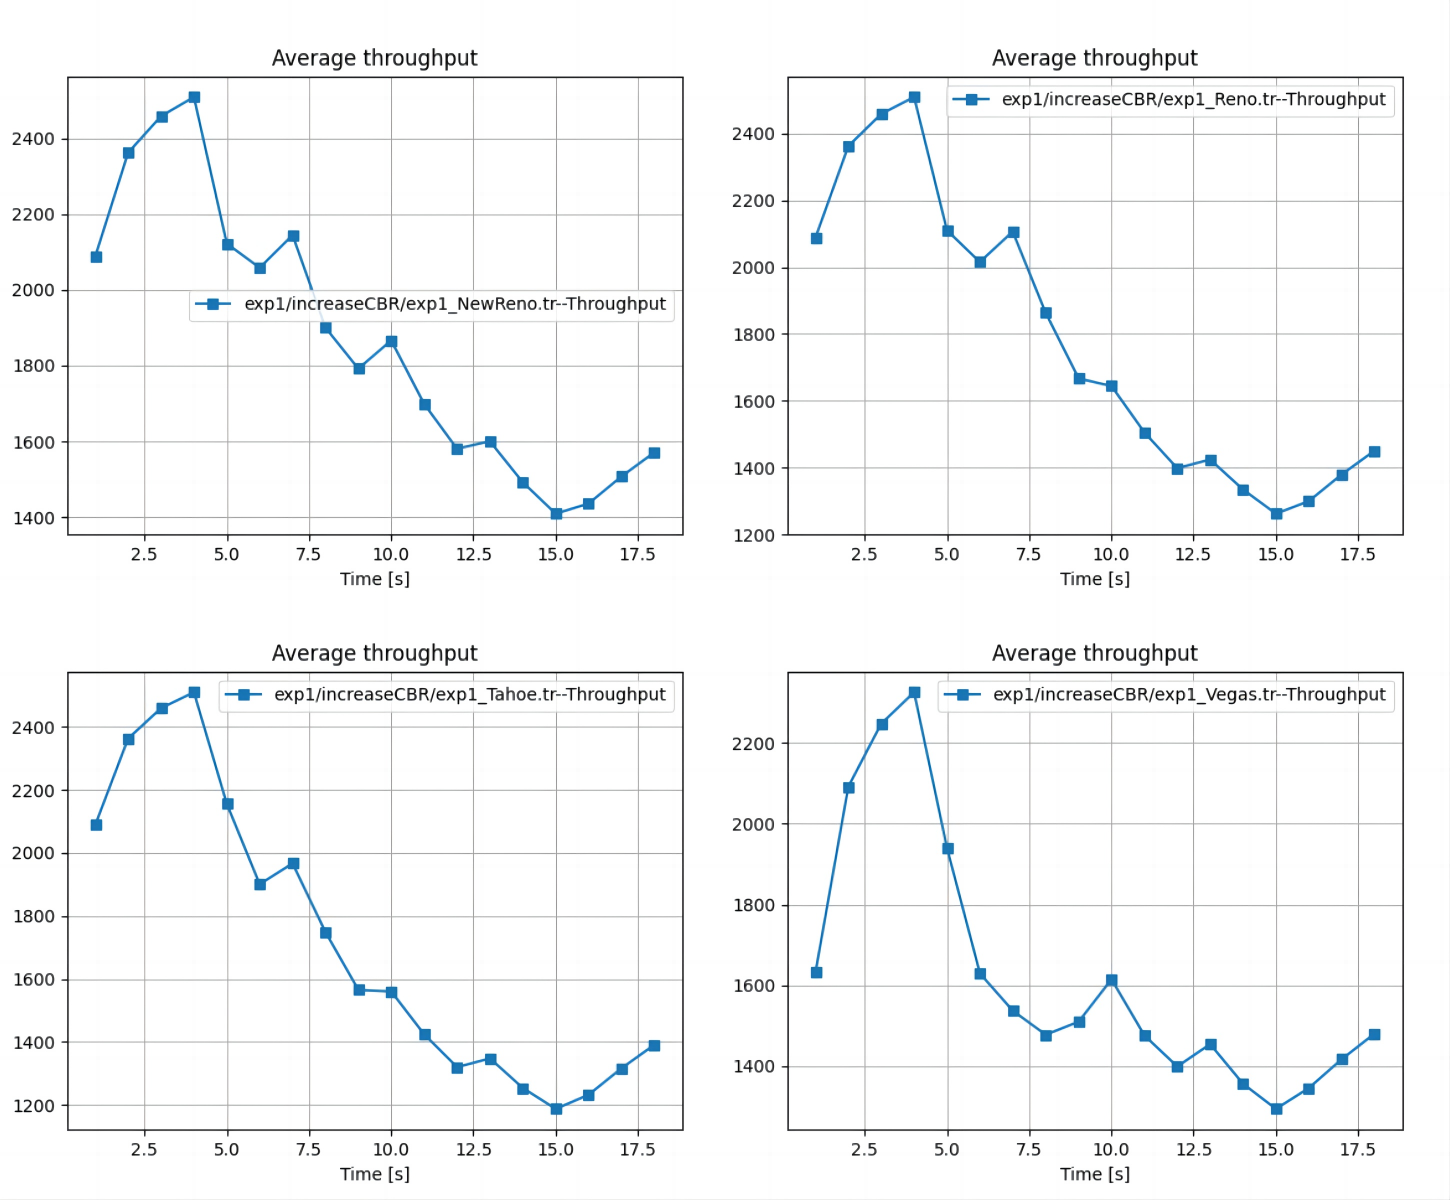 Average throughput
exp1/increaseCBR/exp1_NewReno.tr--Throughput
2400
2200
2000
1800
1600
1400
2.5 5.0 7.5 10.0 12.5 15.0 17.5
Time [s]
Average throughput
exp1/increaseCBR/exp1_Reno.tr--Throughput
2400
2200
2000
1800
1600
1400
1200
2.5 5.0 7.5 10.0 12.5 15.0 17.5
Time [s]
Average throughput
exp1/increaseCBR/exp1_Tahoe.tr--Throughput
2400
2200
2000
1800
1600
1400
1200
2.5 5.0 7.5 10.0 12.5 15.0 17.5
Time [s]
Average throughput
exp1/increaseCBR/exp1_Vegas.tr--Throughput
2200
2000
1800
1600
1400
2.5 5.0 7.5 10.0 12.5 15.0 17.5
Time [s]